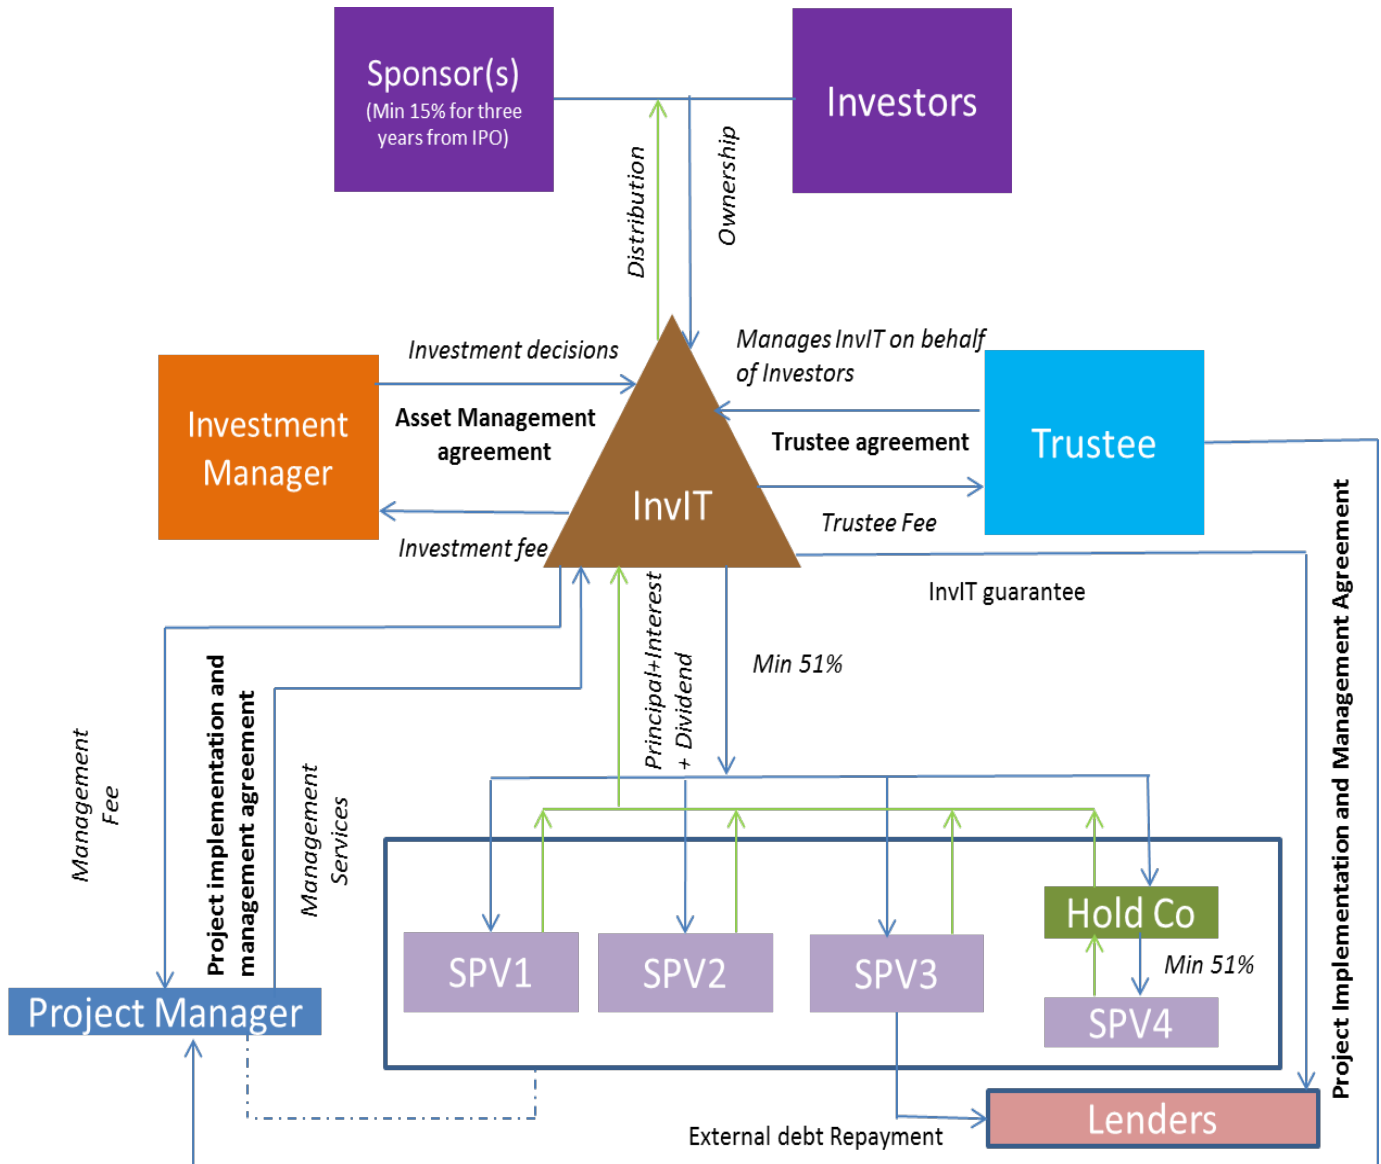 Sponsor(s)
(Min 15% for three
years from IPO)
Investors
Distribution
Ownership
Investment decisions
Manages InvIT on behalf
of Investors
Investment
Manager
Asset Management
agreement
Trustee agreement
Trustee
InvIT
Investment fee
Trustee Fee
InvIT guarantee
Principal+Interest
+ Dividend
Min 51%
Project Implementation and Management Agreement
Management
Fee
Project implementation and
management agreement
Management
Services
Hold Co
SPV1
SPV2
SPV3
Min 51%
SPV4
Project Manager
Lenders
External debt Repayment